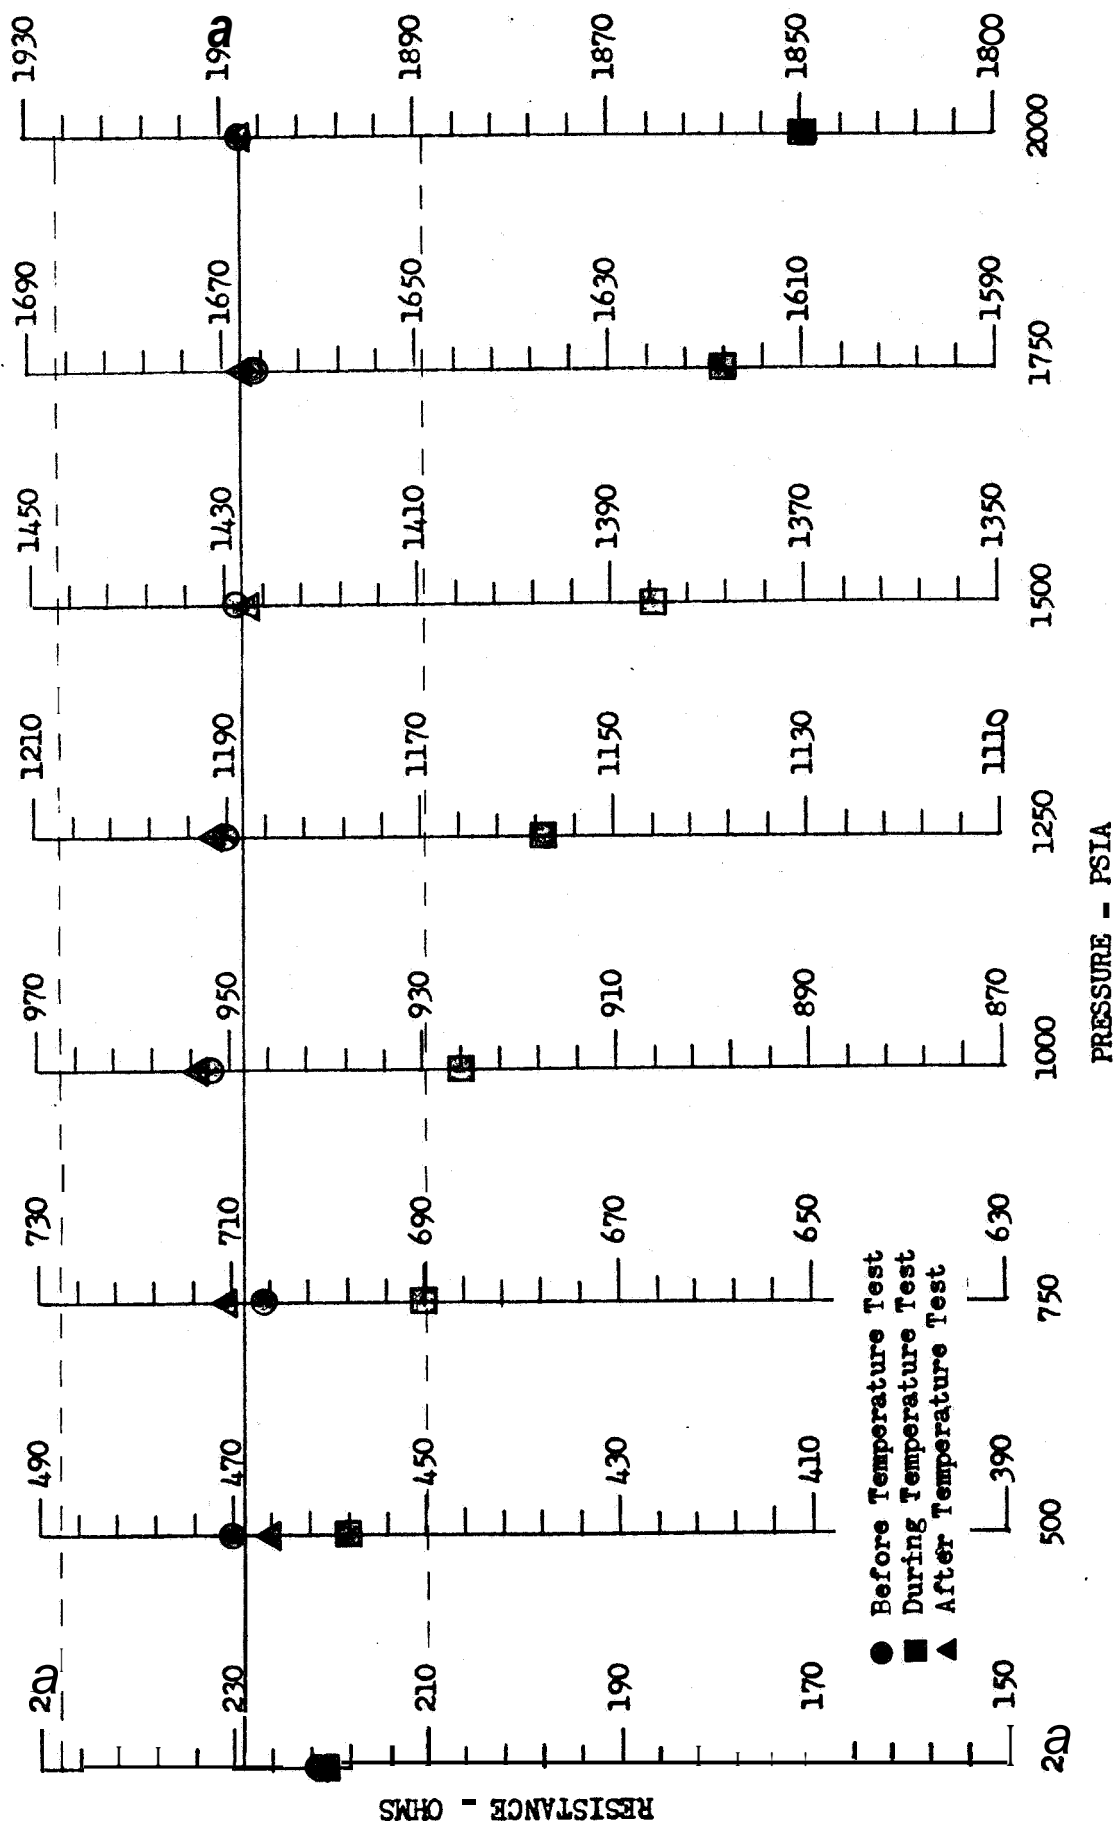 490 730 970 1210 1450 1690 1930
230 470 710 950 1190 1430 1670
210 450 690 930 1170 1410 1650 1890
190 430 670 910 1150 1390 1630 1870
170 410 650 890 1130 1370 1610 1850
150 390 630 870 1110 1350 1590 1800
500 750 1000 1250 1500 1750 2000
RESISTANCE - OHMS
PRESSURE - PSIA
Before Temperature Test
During Temperature Test
After Temperature Test